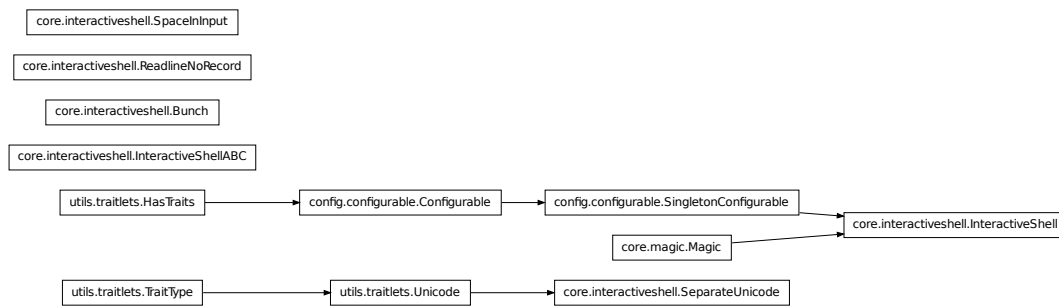 core.interactiveshell.SpaceInInput
core.interactiveshell.ReadlineNoRecord
core.interactiveshell.Bunch
core.interactiveshell.InteractiveShellABC
utils.traitlets.HasTraits
config.configurable.Configurable
config.configurable.SingletonConfigurable
core.interactiveshell.InteractiveShell
core.magic.Magic
utils.traitlets.TraitType
utils.traitlets.Unicode
core.interactiveshell.SeparateUnicode